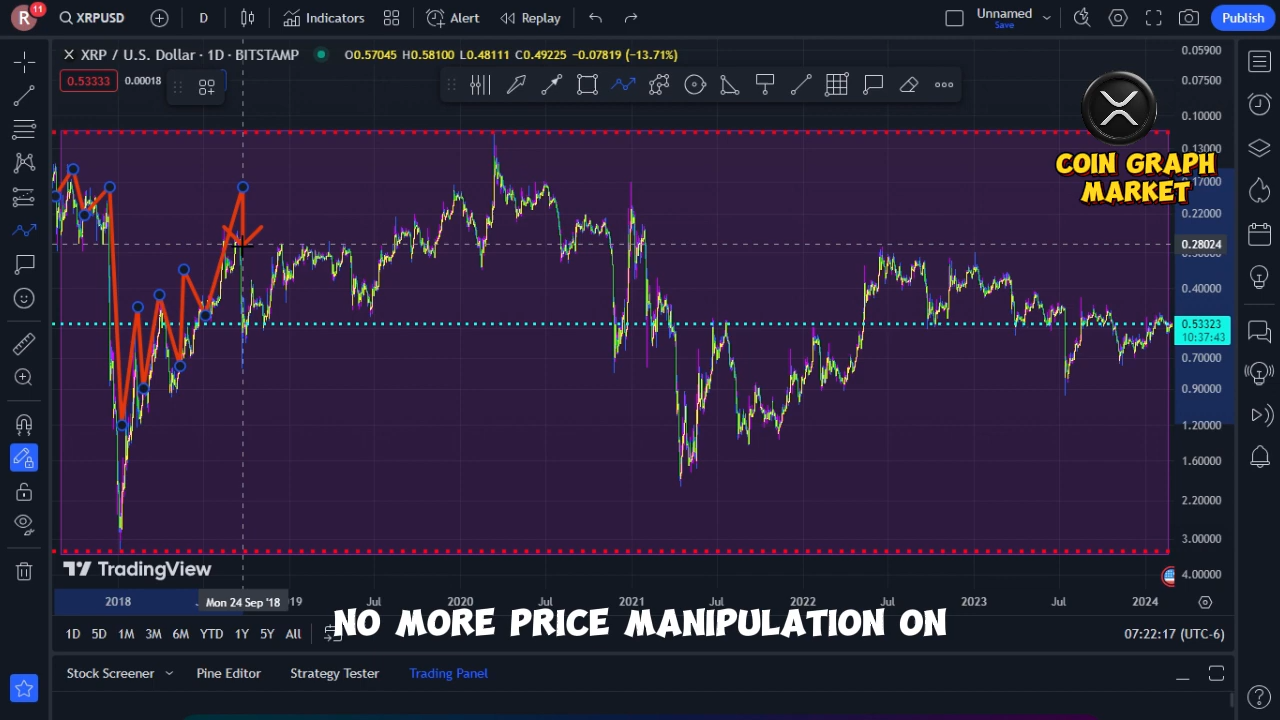 R
11
XRPUSD
D
Indicators
Alert
Replay
Unnamed
Save
Publish
XRP / U.S. Dollar · 1D · BITSTAMP
O0.57045 H0.58100 L0.48111 C0.49225 -0.07819 (-13.71%)
0.53333
0.00018
0.05900
0.07500
0.10000
0.13000
0.17000
0.22000
0.28024
0.40000
0.53323
10:37:43
0.70000
0.90000
1.20000
1.60000
2.20000
3.00000
4.00000
COIN GRAPH
MARKET
TradingView
2018
Mon 24 Sep '18
19
Jul
2020
Jul
2021
Jul
2022
Jul
2023
Jul
2024
NO MORE PRICE MANIPULATION ON
1D 5D 1M 3M 6M YTD 1Y 5Y All
07:22:17 (UTC-6)
Stock Screener
Pine Editor
Strategy Tester
Trading Panel